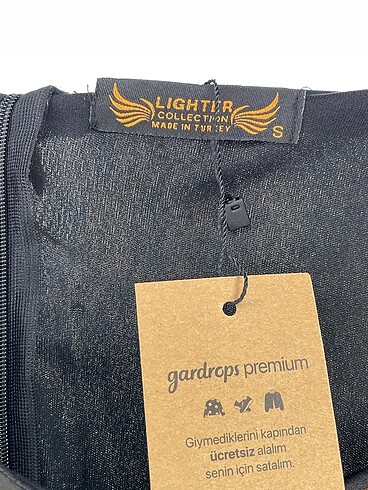 LIGHTER
COLLECTION
MADE IN TURKEY
S
gardrops premium
Giymediklerini kapından
ücretsiz alalım
senin için satalım.